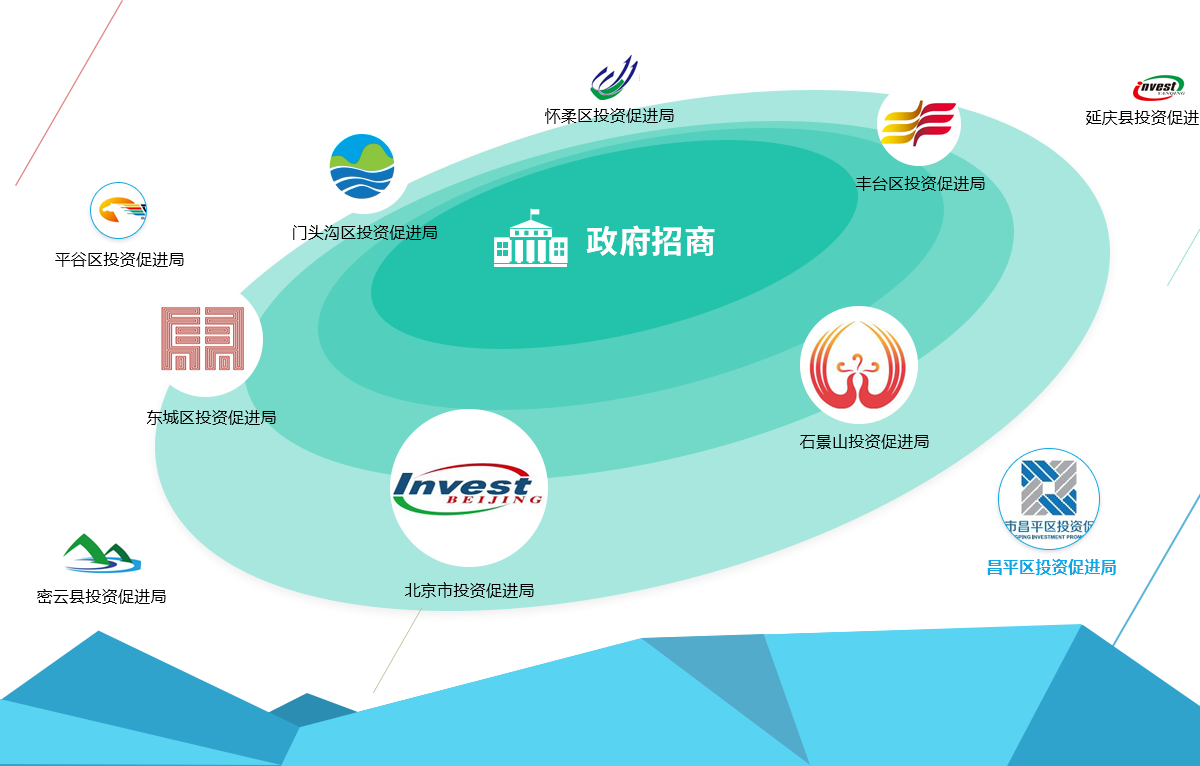 怀柔区投资促进局
invest
YANQING
延庆县投资促进
丰台区投资促进局
门头沟区投资促进局
平谷区投资促进局
政府招商
东城区投资促进局
石景山投资促进局
Invest
BEIJING
市昌平区投资促
PING INVESTMENT PROM
昌平区投资促进局
北京市投资促进局
密云县投资促进局